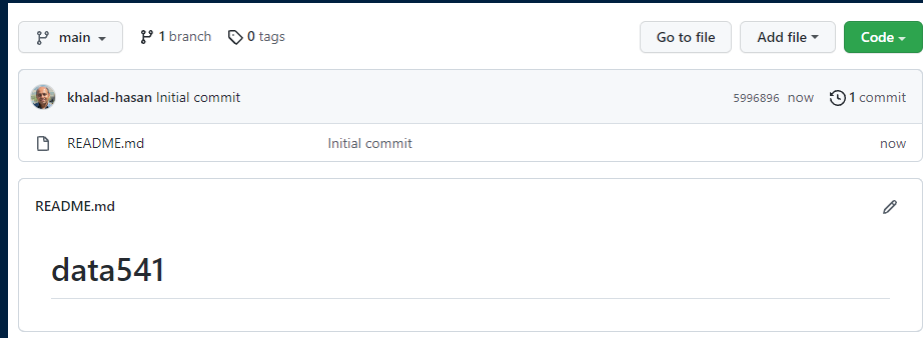 main 1 branch 0 tags Go to file Add file Code
khalad-hasan Initial commit 5996896 now 1 commit
README.md Initial commit now
README.md
data541